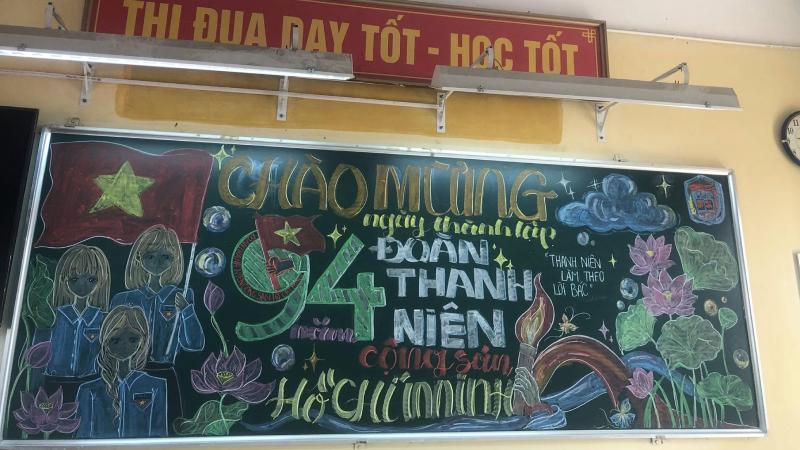 THI ĐUA DẠY TỐT - HỌC TỐT
CHÀO MỪNG
ngày thành lập
94 năm
ĐOÀN
THANH
NIÊN
cộng sản
HỒ CHÍ MINH
"THANH NIÊN
LÀM THEO
LỜI BÁC"